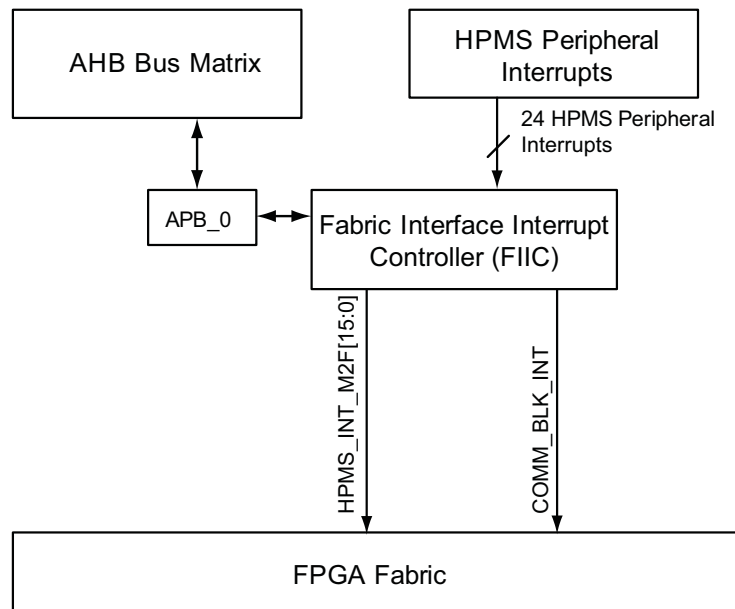 AHB Bus Matrix
HPMS Peripheral
Interrupts
24 HPMS Peripheral
Interrupts
APB_0
Fabric Interface Interrupt
Controller (FIIC)
HPMS_INT_M2F[15:0]
COMM_BLK_INT
FPGA Fabric